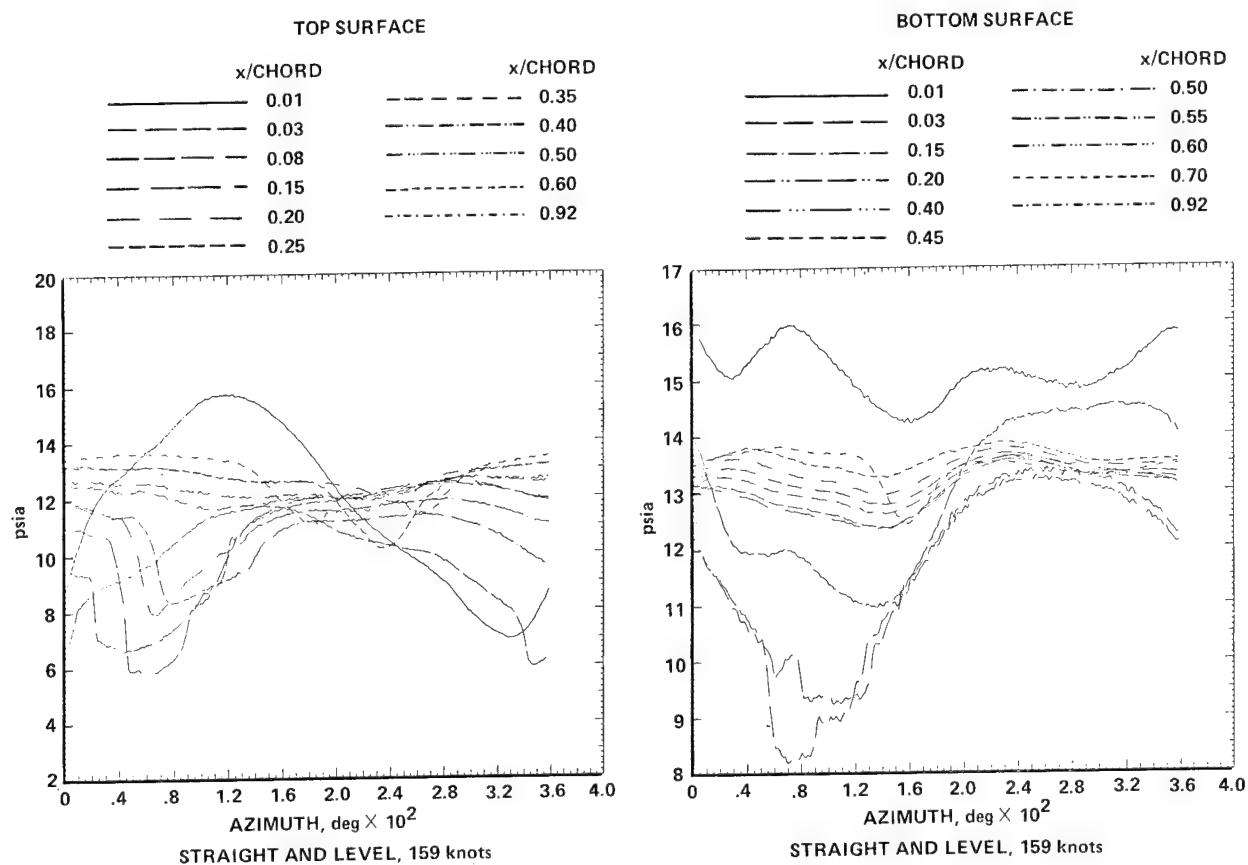 TOP SURFACE
x/CHORD x/CHORD
0.01 0.35
0.03 0.40
0.08 0.50
0.15 0.60
0.20 0.92
0.25
20
18
16
14
12
10
8
6
4
2
psia
0 .4 .8 1.2 1.6 2.0 2.4 2.8 3.2 3.6 4.0
AZIMUTH, deg × 10²
STRAIGHT AND LEVEL, 159 knots
BOTTOM SURFACE
x/CHORD x/CHORD
0.01 0.50
0.03 0.55
0.15 0.60
0.20 0.70
0.40 0.92
0.45
17
16
15
14
13
12
11
10
9
8
psia
0 .4 .8 1.2 1.6 2.0 2.4 2.8 3.2 3.6 4.0
AZIMUTH, deg × 10²
STRAIGHT AND LEVEL, 159 knots